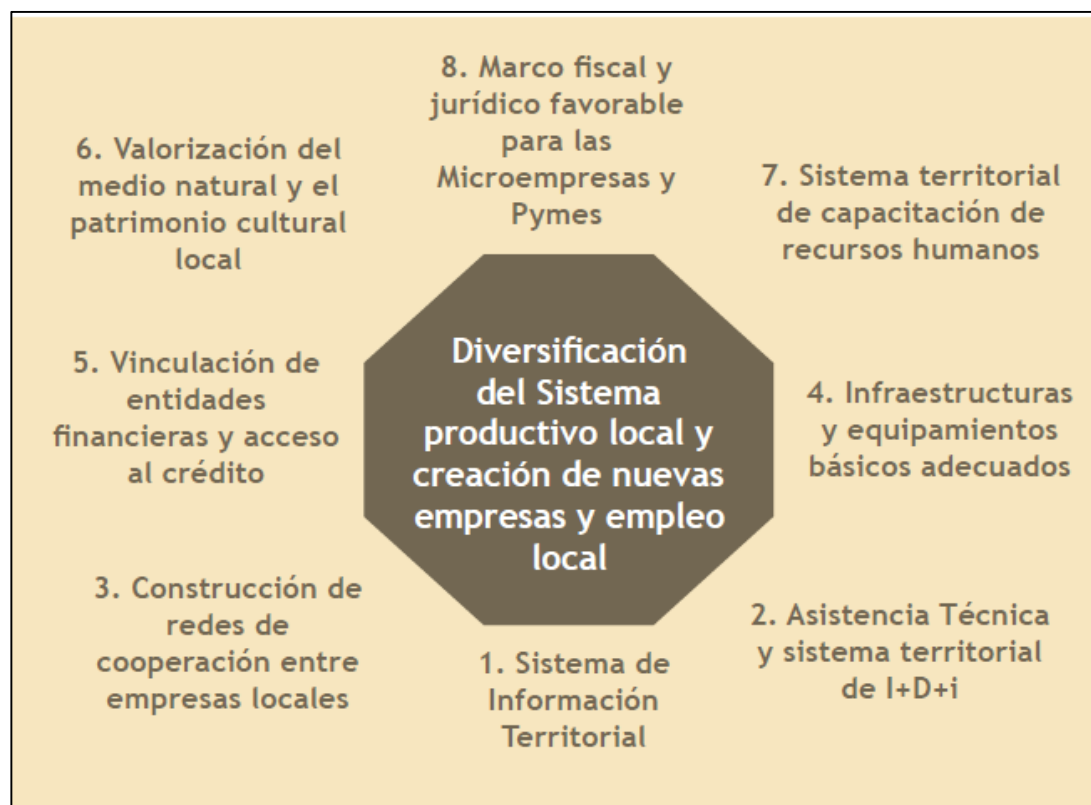 8. Marco fiscal y
jurídico favorable
para las
Microempresas y
Pymes
6. Valorización del
medio natural y el
patrimonio cultural
local
7. Sistema territorial
de capacitación de
recursos humanos
Diversificación
del Sistema
productivo local y
creación de nuevas
empresas y empleo
local
5. Vinculación de
entidades
financieras y acceso
al crédito
4. Infraestructuras
y equipamientos
básicos adecuados
3. Construcción de
redes de
cooperación entre
empresas locales
1. Sistema de
Información
Territorial
2. Asistencia Técnica
y sistema territorial
de I+D+i